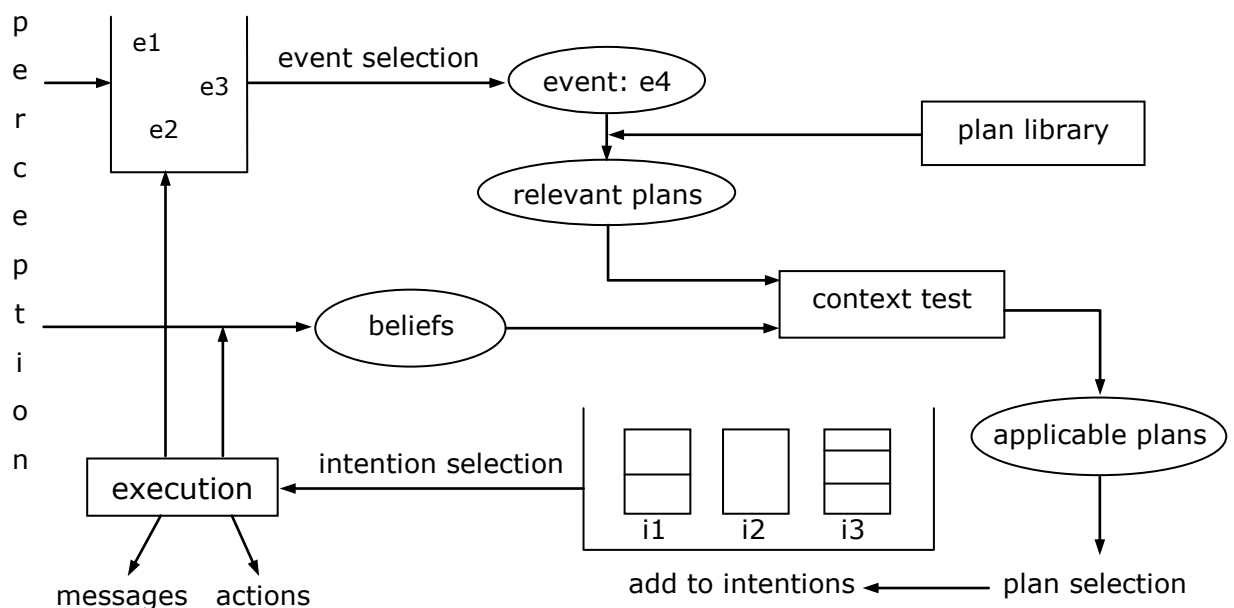 perception
e1
e3
e2
event selection
event: e4
plan library
relevant plans
context test
beliefs
applicable plans
intention selection
execution
i1
i2
i3
messages
actions
add to intentions
plan selection